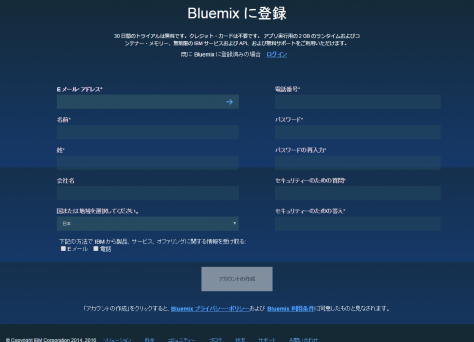 Bluemix に登録
30 日間のトライアルは無料です。クレジット・カードは不要です。 アプリ実行用の 2 GB のランタイムおよびコ
ンテナー・メモリー、無制限の IBM サービスおよび API、および無料サポートをご利用いただけます。
既に Bluemix に登録済みの場合 ログイン
E メール・アドレス*
電話番号*
名前*
パスワード*
姓*
パスワードの再入力*
会社名
セキュリティーのための質問*
国または地域を選択してください。
セキュリティーのための答え*
日本
下記の方法で IBM から製品、サービス、オファリングに関する情報を受け取る:
E メール 電話
アカウントの作成
「アカウントの作成」をクリックすると、Bluemix プライバシー・ポリシーおよび Bluemix 利用条件に同意したものと見なされます。
© Copyright IBM Corporation 2014, 2016 ソリューション 料金 コミュニティー ブログ 状況 サポート お問い合わせ